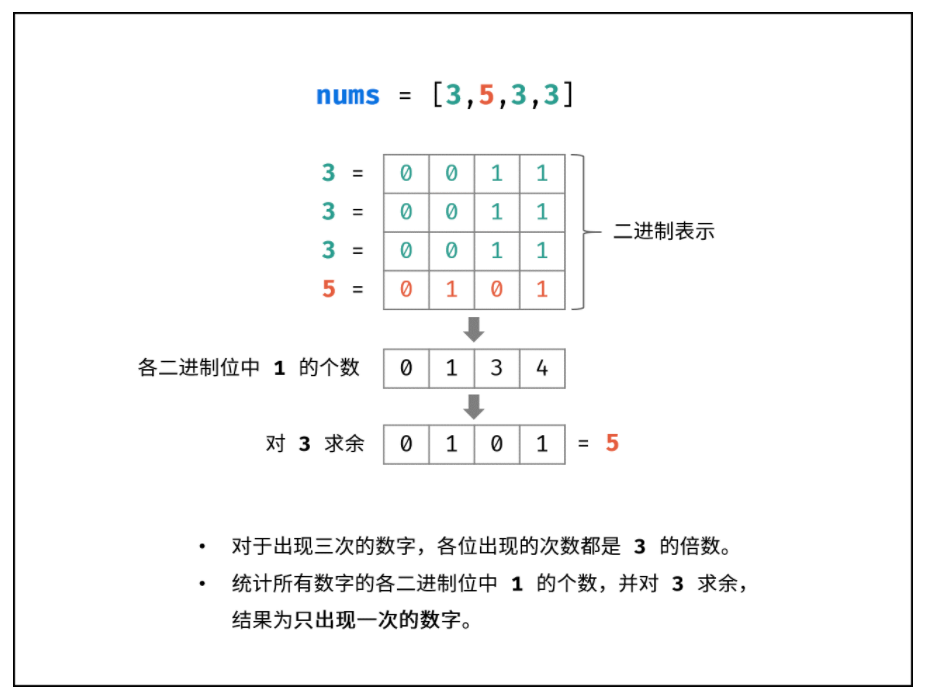 nums = [3,5,3,3]
3 = 0 0 1 1
3 = 0 0 1 1
二进制表示
3 = 0 0 1 1
5 = 0 1 0 1
各二进制位中 1 的个数 0 1 3 4
对 3 求余 0 1 0 1 = 5
• 对于出现三次的数字，各位出现的次数都是 3 的倍数。
• 统计所有数字的各二进制位中 1 的个数，并对 3 求余，
结果为只出现一次的数字。